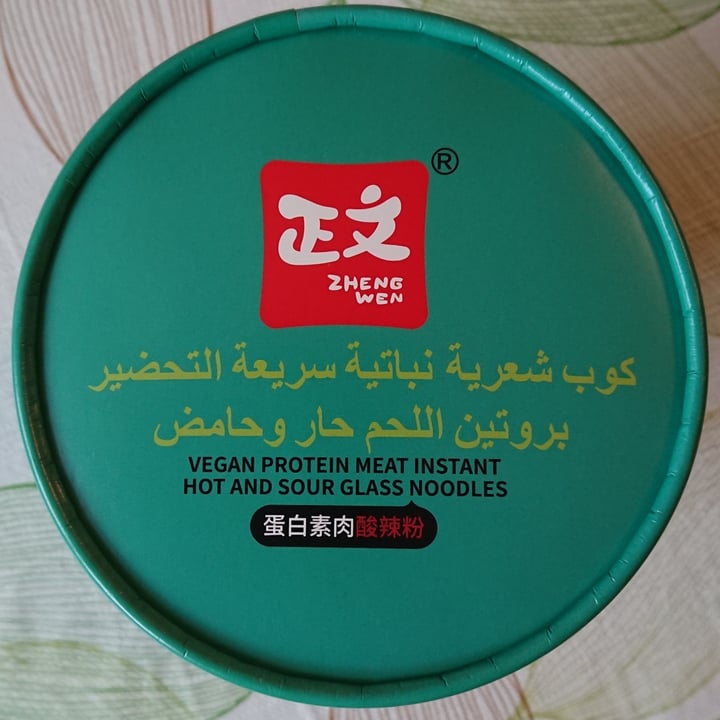 ®
正文
ZHENG
WEN
كوب شعرية نباتية سريعة التحضير
بروتين اللحم حار وحامض
VEGAN PROTEIN MEAT INSTANT
HOT AND SOUR GLASS NOODLES
蛋白素肉酸辣粉